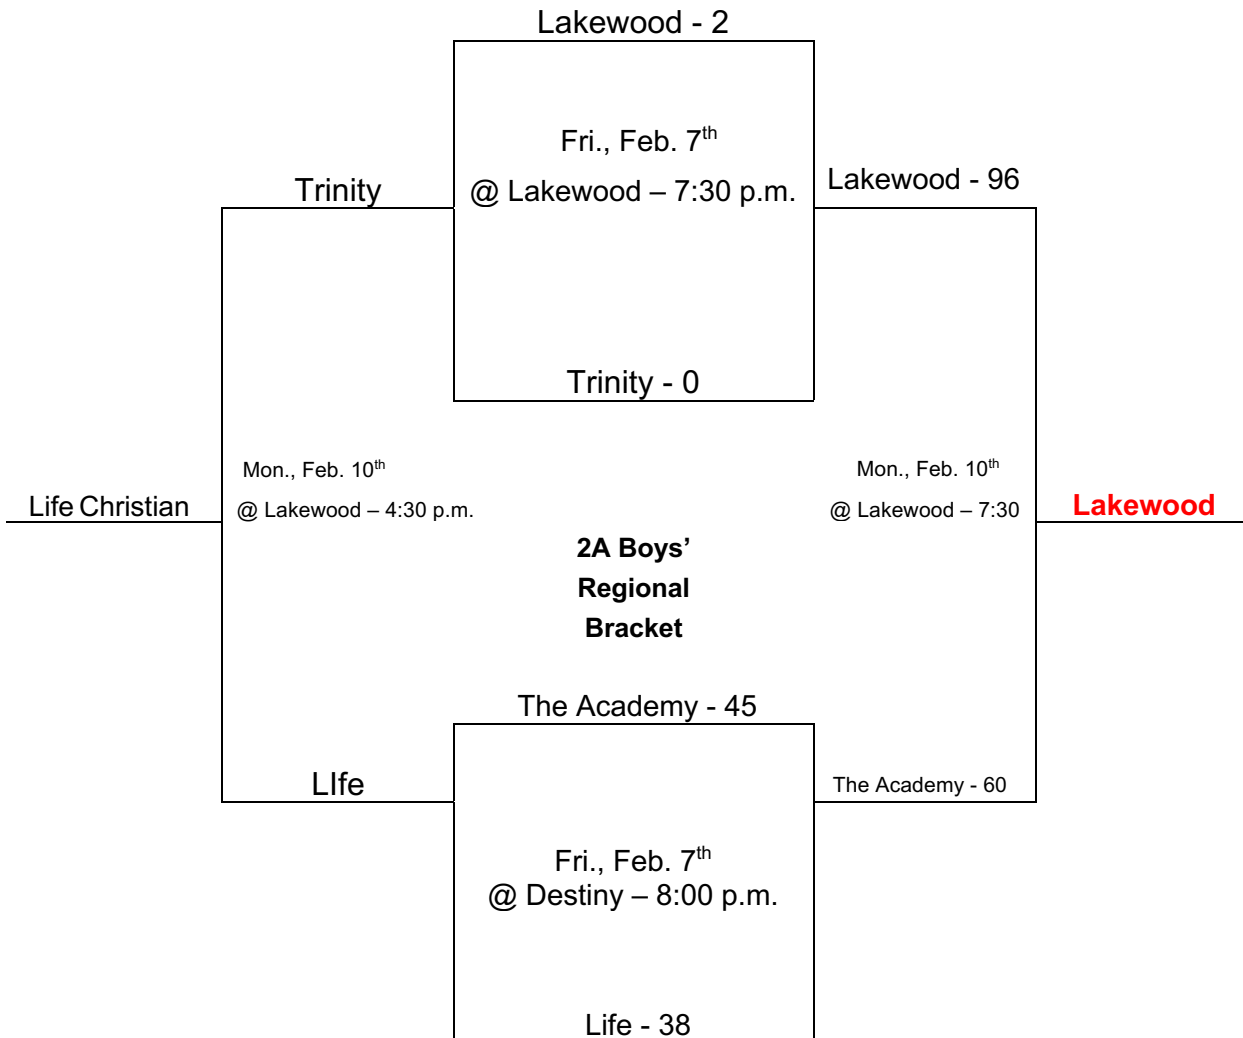 Lakewood - 2
Fri., Feb. 7th
@ Lakewood – 7:30 p.m.
Trinity
Lakewood - 96
Trinity - 0
Mon., Feb. 10th
@ Lakewood – 4:30 p.m.
Life Christian
Mon., Feb. 10th
@ Lakewood – 7:30
Lakewood
2A Boys’
Regional
Bracket
The Academy - 45
LIfe
The Academy - 60
Fri., Feb. 7th
@ Destiny – 8:00 p.m.
Life - 38